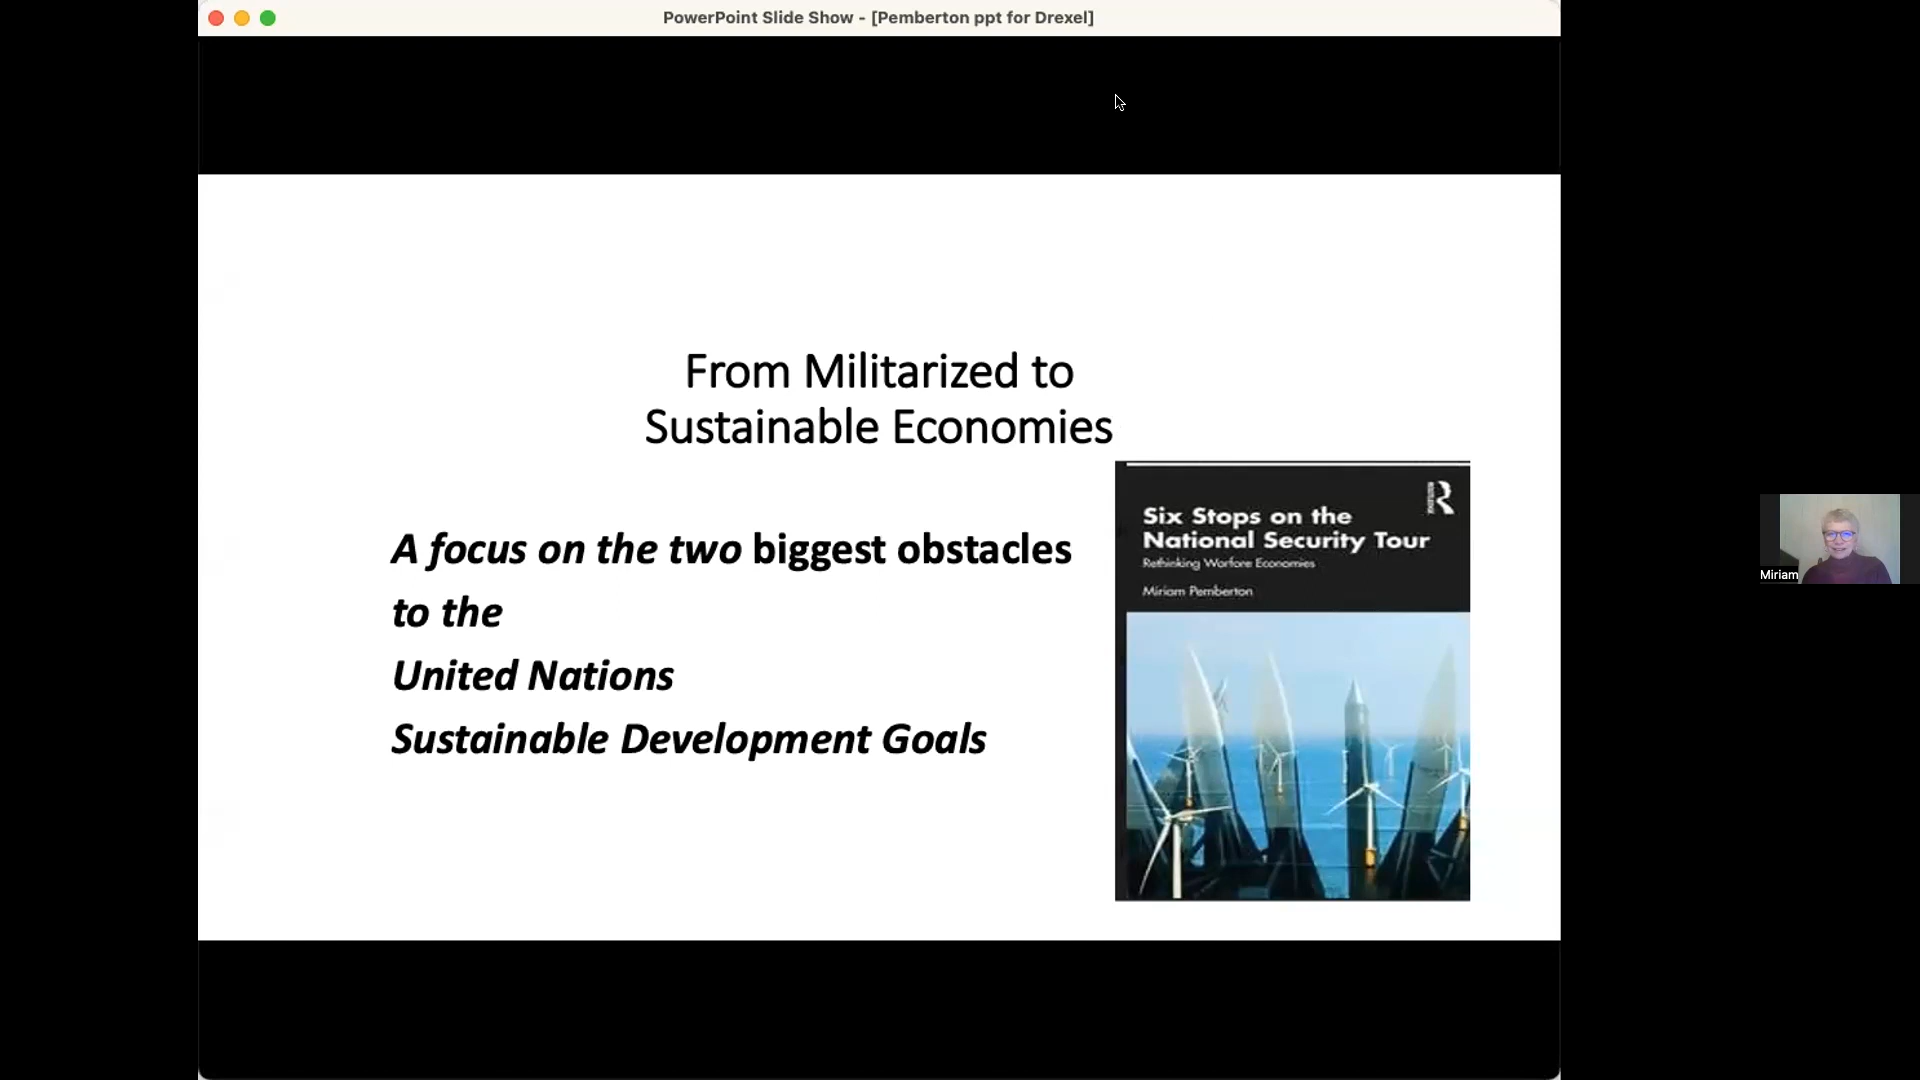 PowerPoint Slide Show - [Pemberton ppt for Drexel]
From Militarized to
Sustainable Economies
A focus on the two biggest obstacles
to the
United Nations
Sustainable Development Goals
R
ROUTLEDGE
Six Stops on the
National Security Tour
Rethinking Warfare Economies
Miriam Pemberton
Miriam